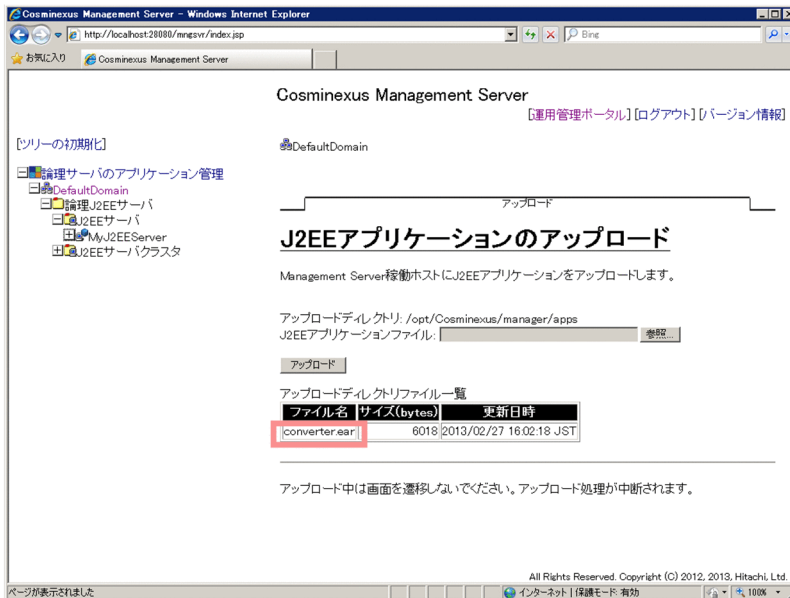 Cosminexus Management Server - Windows Internet Explorer
http://localhost:28080/mngsvr/index.jsp
Bing
お気に入り
Cosminexus Management Server
Cosminexus Management Server
[運用管理ポータル] [ログアウト] [バージョン情報]
[ツリーの初期化]
論理サーバのアプリケーション管理
DefaultDomain
論理J2EEサーバ
J2EEサーバ
MyJ2EEServer
J2EEサーバクラスタ
DefaultDomain
アップロード
J2EEアプリケーションのアップロード
Management Server稼働ホストにJ2EEアプリケーションをアップロードします。
アップロードディレクトリ: /opt/Cosminexus/manager/apps
J2EEアプリケーションファイル: 参照...
アップロード
アップロードディレクトリファイル一覧
ファイル名 サイズ(bytes) 更新日時
converter.ear 6018 2013/02/27 16:02:18 JST
アップロード中は画面を遷移しないでください。アップロード処理が中断されます。
All Rights Reserved. Copyright (C) 2012, 2013, Hitachi, Ltd.
ページが表示されました
インターネット | 保護モード: 有効
100%